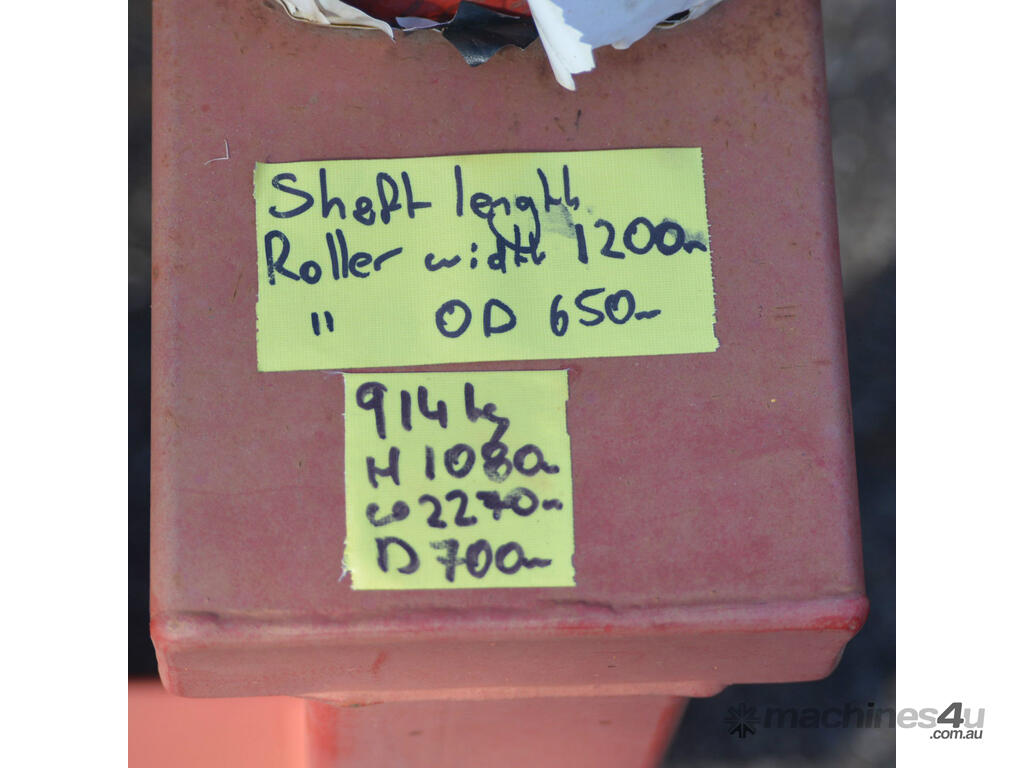 Shaft length
Roller width 1200m
" OD 650m
914kg
H 1080m
W 2270m
D 700m
machines4u
.com.au